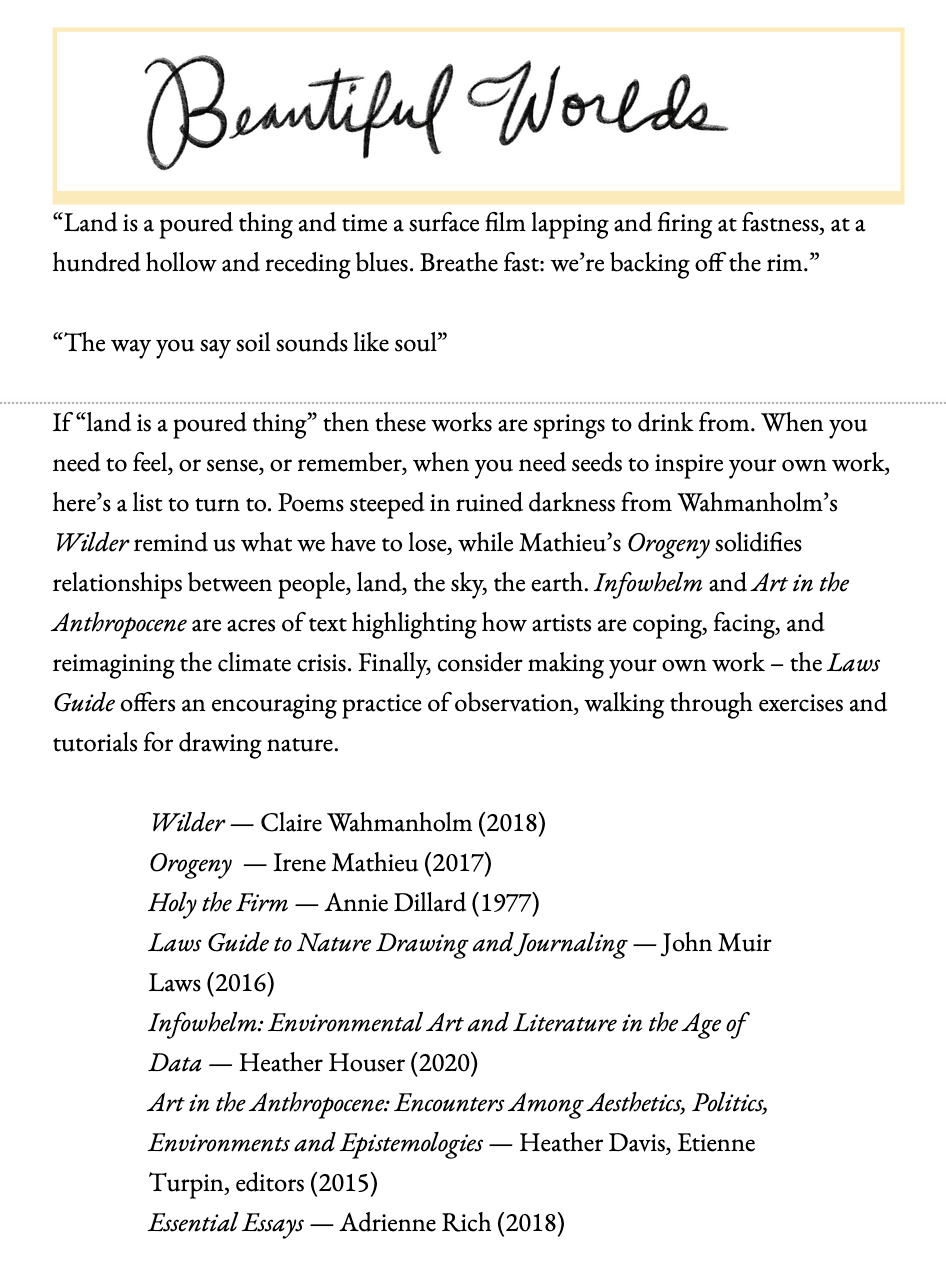 Beautiful Worlds
“Land is a poured thing and time a surface film lapping and firing at fastness, at a
hundred hollow and receding blues. Breathe fast: we’re backing off the rim.”
“The way you say soil sounds like soul”
If “land is a poured thing” then these works are springs to drink from. When you
need to feel, or sense, or remember, when you need seeds to inspire your own work,
here’s a list to turn to. Poems steeped in ruined darkness from Wahmanholm’s
Wilder remind us what we have to lose, while Mathieu’s Orogeny solidifies
relationships between people, land, the sky, the earth. Infowhelm and Art in the
Anthropocene are acres of text highlighting how artists are coping, facing, and
reimagining the climate crisis. Finally, consider making your own work – the Laws
Guide offers an encouraging practice of observation, walking through exercises and
tutorials for drawing nature.
Wilder — Claire Wahmanholm (2018)
Orogeny — Irene Mathieu (2017)
Holy the Firm — Annie Dillard (1977)
Laws Guide to Nature Drawing and Journaling — John Muir
Laws (2016)
Infowhelm: Environmental Art and Literature in the Age of
Data — Heather Houser (2020)
Art in the Anthropocene: Encounters Among Aesthetics, Politics,
Environments and Epistemologies — Heather Davis, Etienne
Turpin, editors (2015)
Essential Essays — Adrienne Rich (2018)